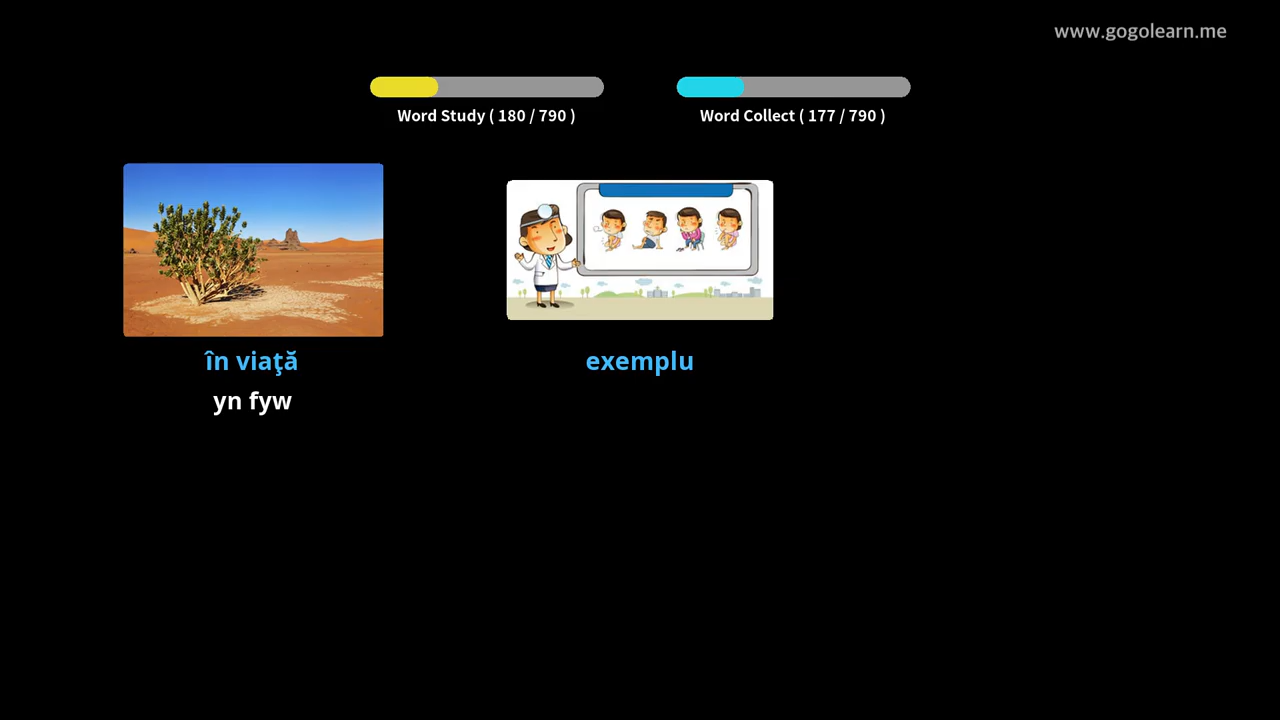 www.gogolearn.me
Word Study ( 180 / 790 )
Word Collect ( 177 / 790 )
în viaţă
yn fyw
exemplu